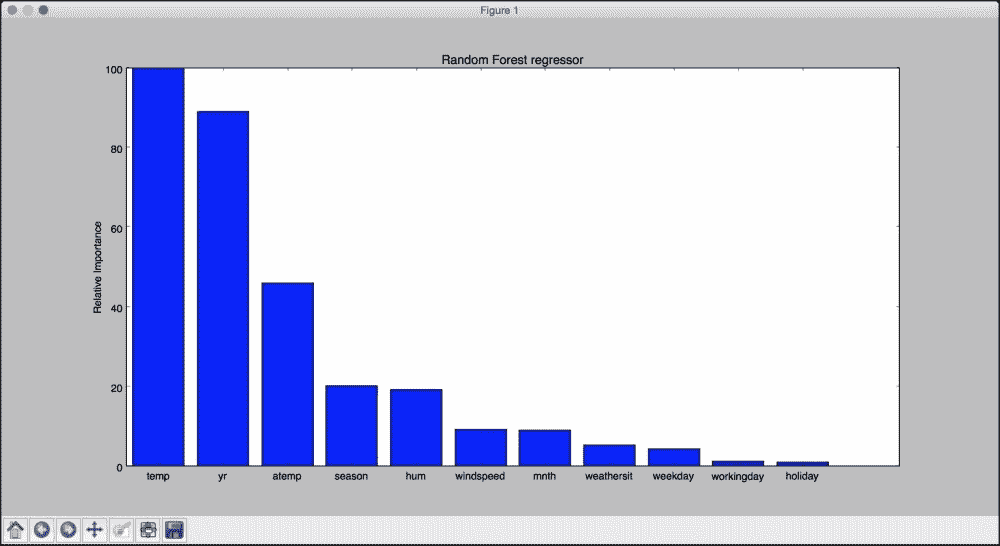 Figure 1
Random Forest regressor
100
80
60
40
20
0
Relative Importance
temp yr atemp season hum windspeed mnth weathersit weekday workingday holiday